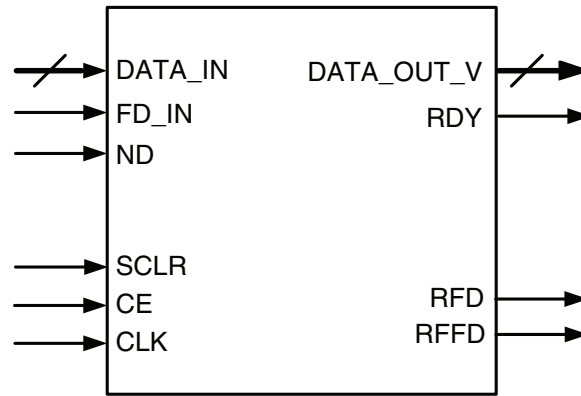 DATA_IN
DATA_OUT_V
FD_IN
RDY
ND
SCLR
CE
RFD
CLK
RFFD